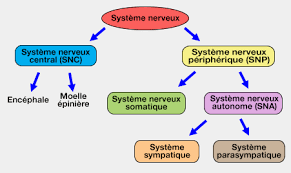 Système nerveux
Système nerveux
central (SNC)
Système nerveux
périphérique (SNP)
Encéphale
Moelle
épinière
Système nerveux
somatique
Système nerveux
autonome (SNA)
Système
sympatique
Système
parasympatique